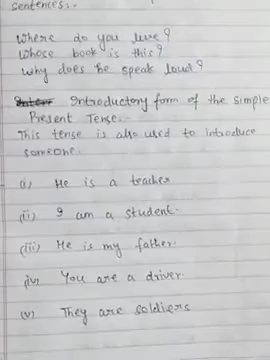 sentences:-
Where do you live?
Whose book is this?
Why does he speak loud?
Introductory form of the simple
Present Tense:-
This tense is also used to introduce
someone.
(i) He is a teacher
(ii) I am a student.
(iii) He is my father.
(iv) You are a driver
(v) They are soldiers